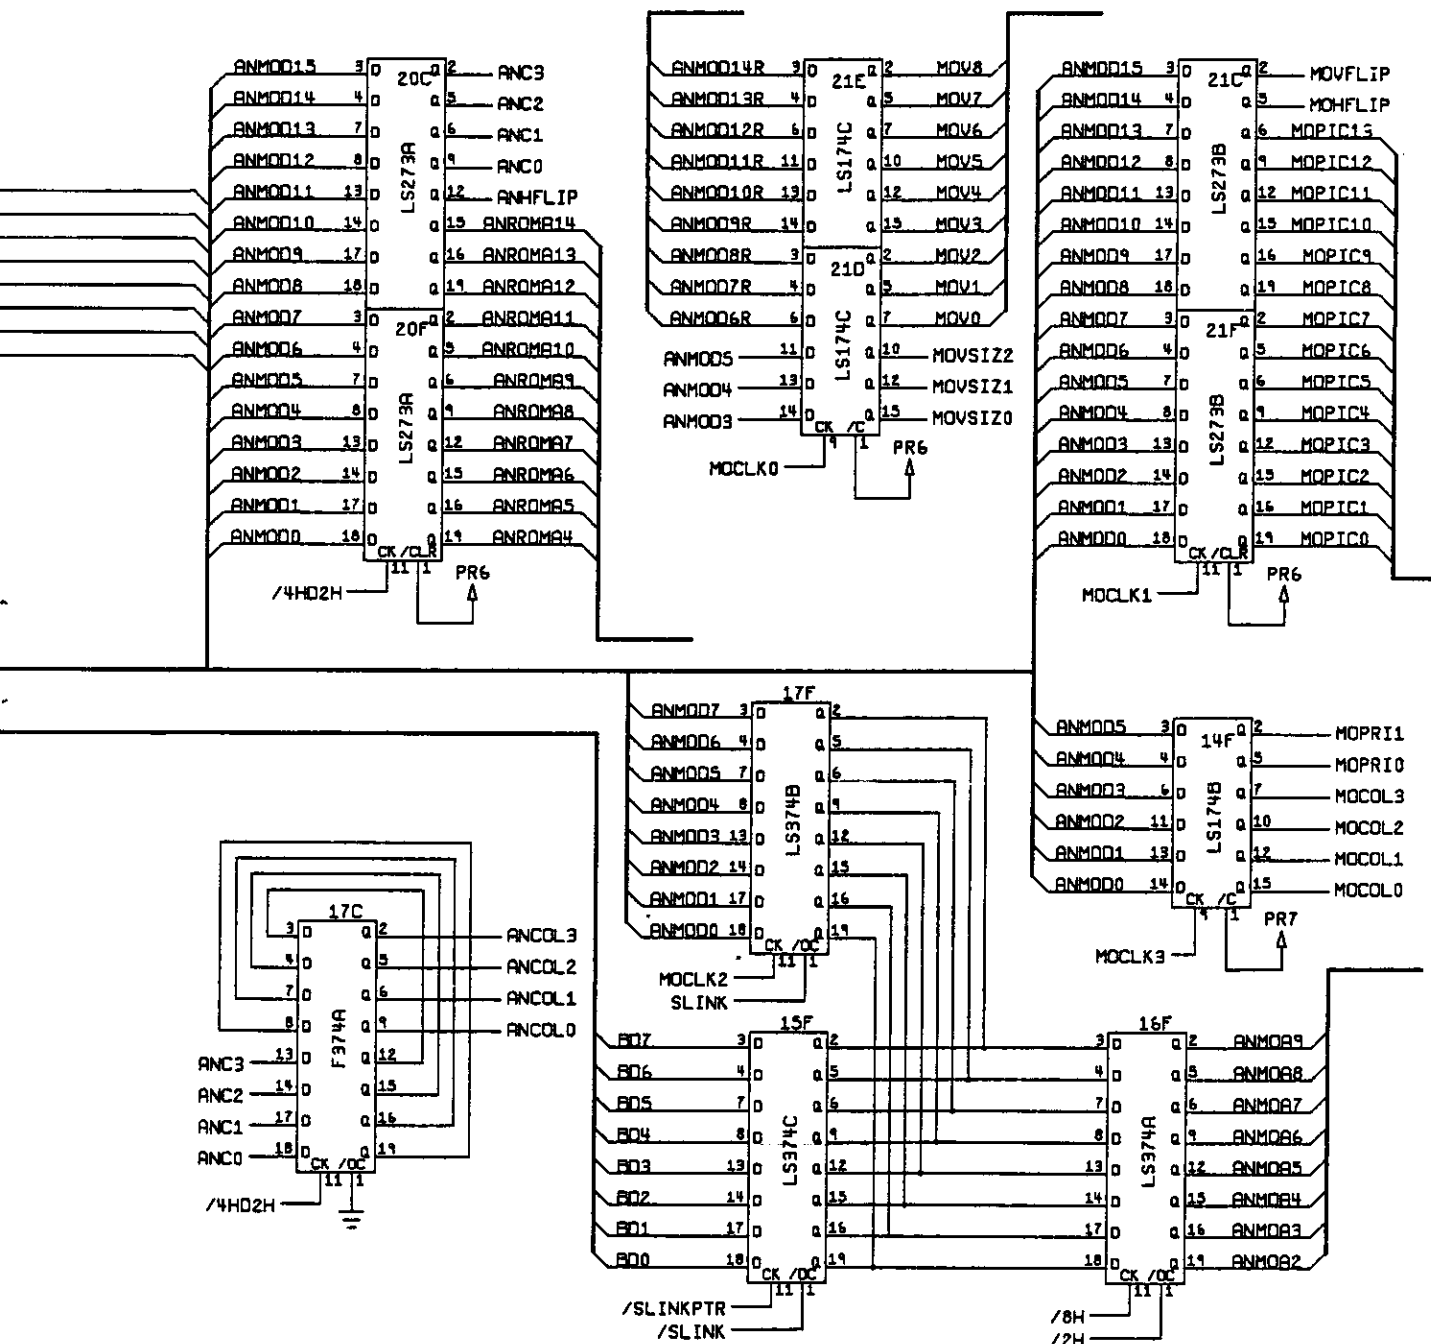 ANMOD15 3 D 20C Q 2 ANC3
ANMOD14 4 D Q 5 ANC2
ANMOD13 7 D Q 6 ANC1
ANMOD12 8 D Q 9 ANC0
ANMOD11 13 D Q 12 ANHFLIP
ANMOD10 14 D Q 15 ANROMA14
ANMOD9 17 D Q 16 ANROMA13
ANMOD8 18 D Q 19 ANROMA12
LS273A
ANMOD7 3 D 20F Q 2 ANROMA11
ANMOD6 4 D Q 5 ANROMA10
ANMOD5 7 D Q 6 ANROMA9
ANMOD4 8 D Q 9 ANROMA8
ANMOD3 13 D Q 12 ANROMA7
ANMOD2 14 D Q 15 ANROMA6
ANMOD1 17 D Q 16 ANROMA5
ANMOD0 18 D Q 19 ANROMA4
LS273A
CK /CLR
11 1
/4HD2H
PR6
ANMOD14R 3 D 21E Q 2 MOV8
ANMOD13R 4 D Q 5 MOV7
ANMOD12R 6 D Q 7 MOV6
ANMOD11R 11 D Q 10 MOV5
ANMOD10R 13 D Q 12 MOV4
ANMOD9R 14 D Q 15 MOV3
LS174C
ANMOD8R 3 D 21D Q 2 MOV2
ANMOD7R 4 D Q 5 MOV1
ANMOD6R 6 D Q 7 MOV0
ANMOD5 11 D Q 10 MOVSIZ2
ANMOD4 13 D Q 12 MOVSIZ1
ANMOD3 14 D Q 15 MOVSIZ0
LS174C
CK /C
9 1
MOCLK0
PR6
ANMOD15 3 D 21C Q 2 MOVFLIP
ANMOD14 4 D Q 5 MOHFLIP
ANMOD13 7 D Q 6 MOPIC13
ANMOD12 8 D Q 9 MOPIC12
ANMOD11 13 D Q 12 MOPIC11
ANMOD10 14 D Q 15 MOPIC10
ANMOD9 17 D Q 16 MOPIC9
ANMOD8 18 D Q 19 MOPIC8
LS273B
ANMOD7 3 D 21F Q 2 MOPIC7
ANMOD6 4 D Q 5 MOPIC6
ANMOD5 7 D Q 6 MOPIC5
ANMOD4 8 D Q 9 MOPIC4
ANMOD3 13 D Q 12 MOPIC3
ANMOD2 14 D Q 15 MOPIC2
ANMOD1 17 D Q 16 MOPIC1
ANMOD0 18 D Q 19 MOPIC0
LS273B
CK /CLR
11 1
MOCLK1
PR6
17F
ANMOD7 3 D Q 2
ANMOD6 4 D Q 5
ANMOD5 7 D Q 6
ANMOD4 8 D Q 9
ANMOD3 13 D Q 12
ANMOD2 14 D Q 15
ANMOD1 17 D Q 16
ANMOD0 18 D Q 19
LS374B
CK /OC
11 1
MOCLK2
SLINK
ANMOD5 3 D 14F Q 2 MOPRI1
ANMOD4 4 D Q 5 MOPRI0
ANMOD3 6 D Q 7 MOCOL3
ANMOD2 11 D Q 10 MOCOL2
ANMOD1 13 D Q 12 MOCOL1
ANMOD0 14 D Q 15 MOCOL0
LS174B
CK /C
9 1
MOCLK3
PR7
17C
3 D Q 2 ANCOL3
4 D Q 5 ANCOL2
7 D Q 6 ANCOL1
8 D Q 9 ANCOL0
ANC3 13 D Q 12
ANC2 14 D Q 15
ANC1 17 D Q 16
ANC0 18 D Q 19
F374A
CK /OC
11 1
/4HD2H
15F
BD7 3 D Q 2
BD6 4 D Q 5
BD5 7 D Q 6
BD4 8 D Q 9
BD3 13 D Q 12
BD2 14 D Q 15
BD1 17 D Q 16
BD0 18 D Q 19
LS374C
CK /OC
11 1
/SLINKPTR
/SLINK
16F
3 D Q 2 ANMOA9
4 D Q 5 ANMOA8
7 D Q 6 ANMOA7
8 D Q 9 ANMOA6
13 D Q 12 ANMOA5
14 D Q 15 ANMOA4
17 D Q 16 ANMOA3
18 D Q 19 ANMOA2
LS374A
CK /OC
11 1
/8H
/2H